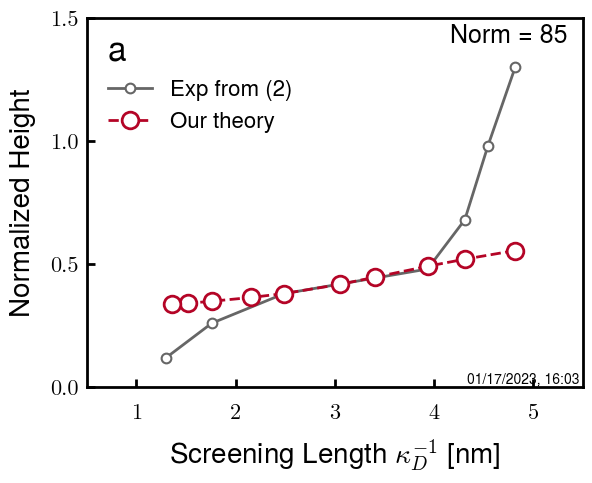 a
Norm = 85
Exp from (2)
Our theory
Normalized Height
1.5
1.0
0.5
0.0
01/17/2023, 16:03
1 2 3 4 5
Screening Length κ_D^{-1} [nm]